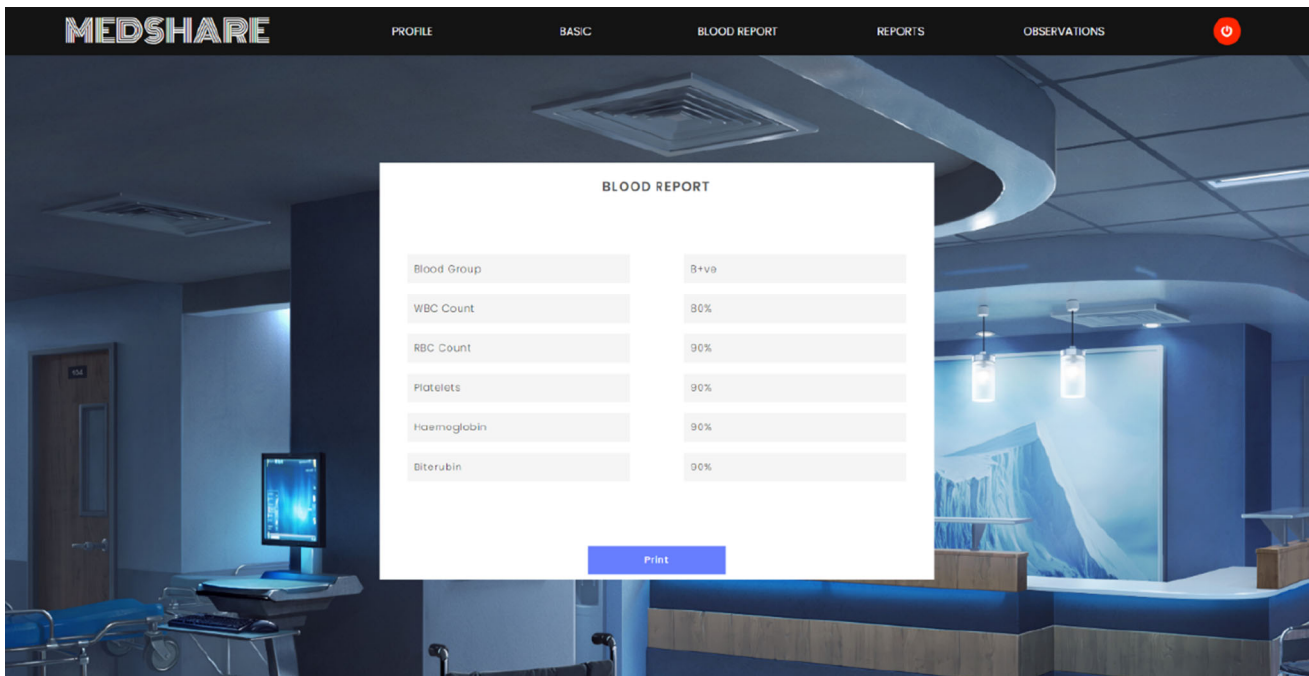 MEDSHARE PROFILE BASIC BLOOD REPORT REPORTS OBSERVATIONS
BLOOD REPORT
Blood Group B+ve
WBC Count 80%
RBC Count 90%
Platelets 90%
Haemoglobin 90%
Biterubin 90%
Print
104